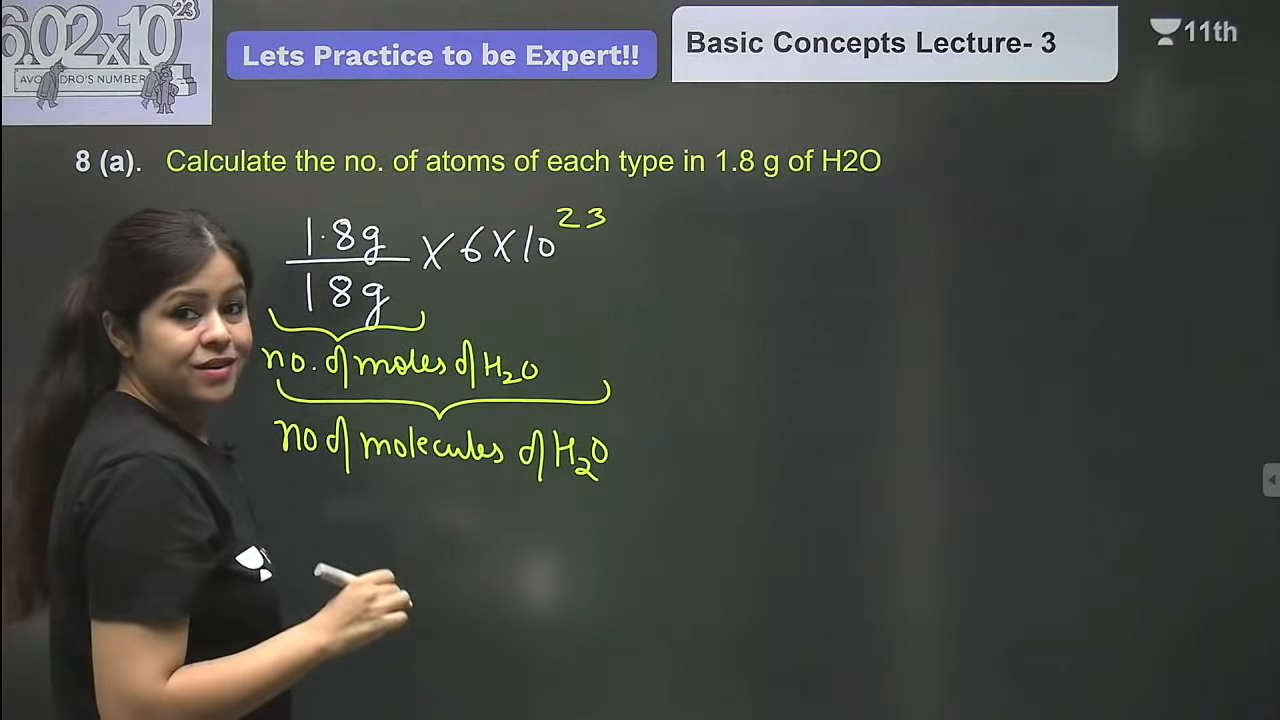 6.02x10 23
AVOGADRO'S NUMBER
Lets Practice to be Expert!!
Basic Concepts Lecture- 3
11th
8 (a). Calculate the no. of atoms of each type in 1.8 g of H2O
1.8g
18g
X 6 X 10 23
no. of moles of H2O
no of molecules of H2O